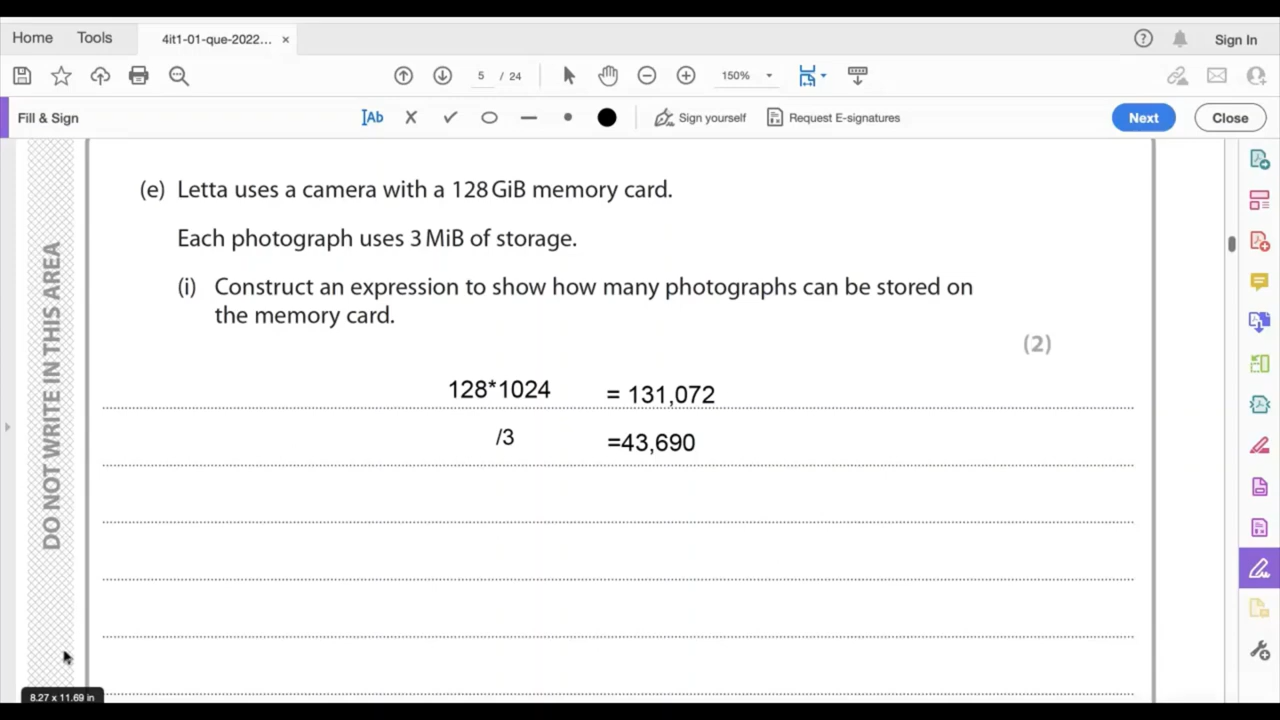 Home Tools 4it1-01-que-2022... × Sign In
5 / 24 150%
Fill & Sign Ab Sign yourself Request E-signatures Next Close
(e) Letta uses a camera with a 128 GiB memory card.
Each photograph uses 3 MiB of storage.
(i) Construct an expression to show how many photographs can be stored on
the memory card.
(2)
128*1024 = 131,072
/3 =43,690
DO NOT WRITE IN THIS AREA
8.27 x 11.69 in